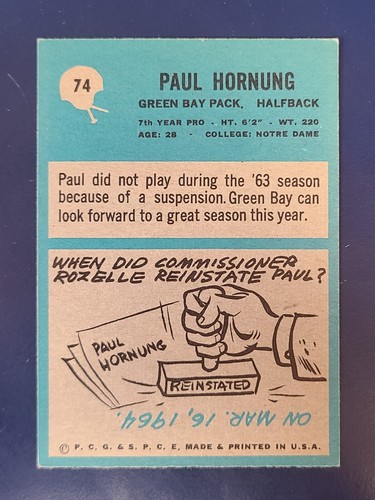 74
PAUL HORNUNG
GREEN BAY PACK. HALFBACK
7th YEAR PRO - HT. 6'2" - WT. 220
AGE: 28 - COLLEGE: NOTRE DAME
Paul did not play during the '63 season
because of a suspension. Green Bay can
look forward to a great season this year.
WHEN DID COMMISSIONER
ROZELLE REINSTATE PAUL?
PAUL
HORNUNG
REINSTATED
ON MAR. 16, 1964.
© P. C. G. & S. P. C. E, MADE & PRINTED IN U.S.A.